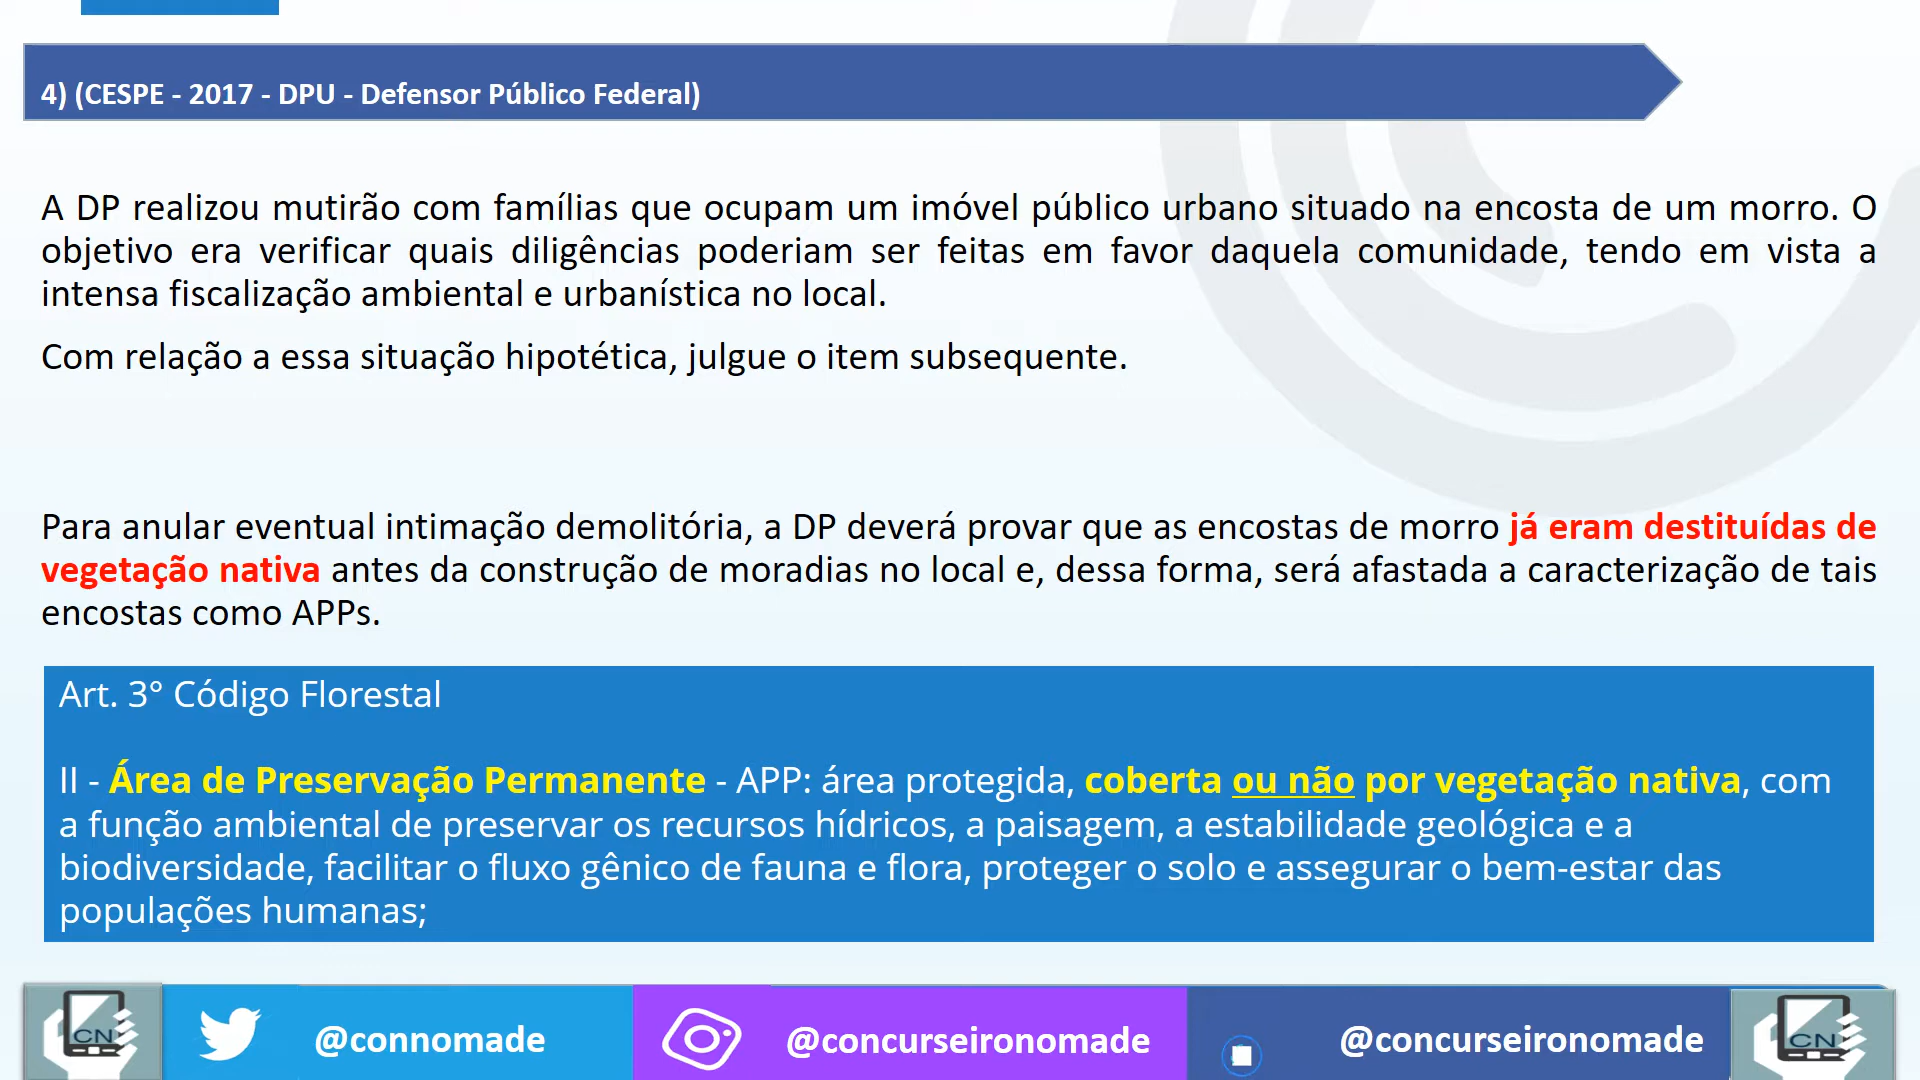 4) (CESPE - 2017 - DPU - Defensor Público Federal)
A DP realizou mutirão com famílias que ocupam um imóvel público urbano situado na encosta de um morro. O
objetivo era verificar quais diligências poderiam ser feitas em favor daquela comunidade, tendo em vista a
intensa fiscalização ambiental e urbanística no local.
Com relação a essa situação hipotética, julgue o item subsequente.
Para anular eventual intimação demolitória, a DP deverá provar que as encostas de morro já eram destituídas de
vegetação nativa antes da construção de moradias no local e, dessa forma, será afastada a caracterização de tais
encostas como APPs.
Art. 3° Código Florestal
II - Área de Preservação Permanente - APP: área protegida, coberta ou não por vegetação nativa, com
a função ambiental de preservar os recursos hídricos, a paisagem, a estabilidade geológica e a
biodiversidade, facilitar o fluxo gênico de fauna e flora, proteger o solo e assegurar o bem-estar das
populações humanas;
CN @connomade @concurseironomade @concurseironomade CN